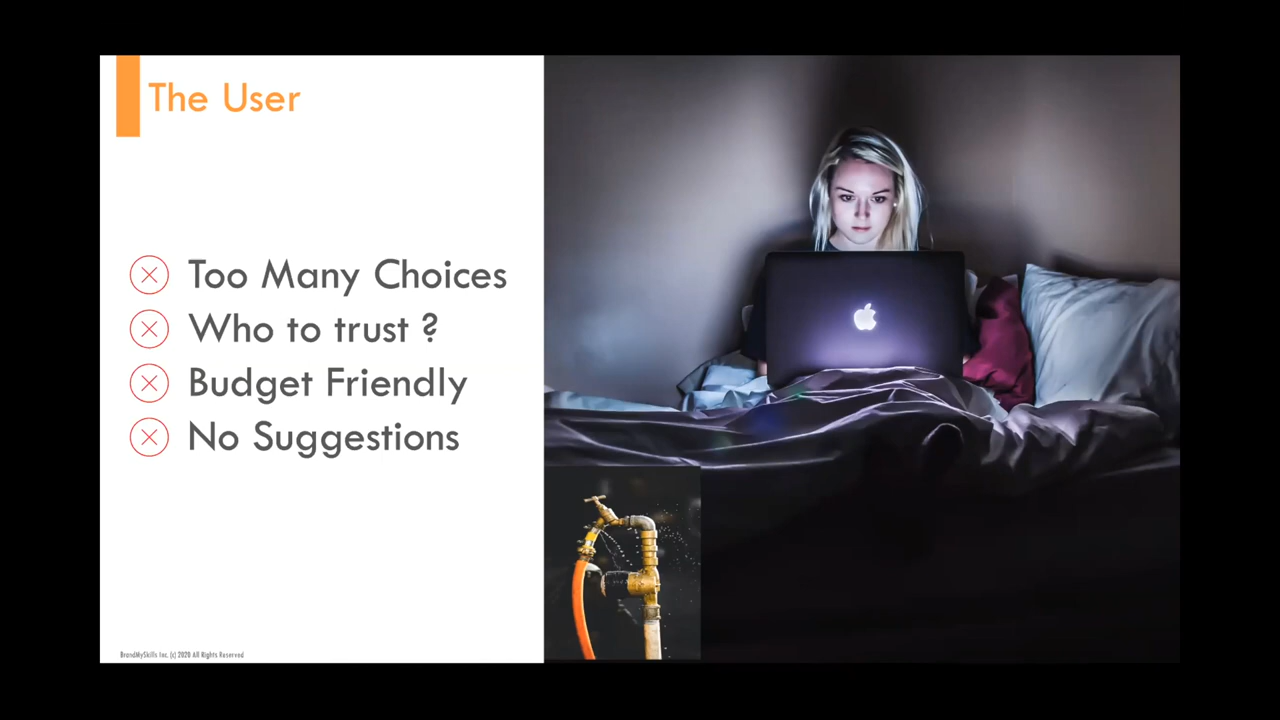 The User
Too Many Choices
Who to trust ?
Budget Friendly
No Suggestions
BrandMySkills Inc. (c) 2020 All Rights Reserved